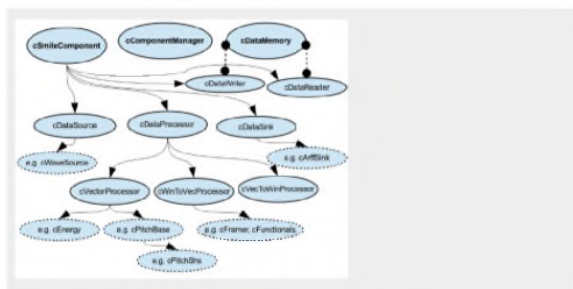 cSmileComponent
cComponentManager
cDataMemory
cDataWriter
cDataReader
cDataSource
cDataProcessor
cDataSink
e.g. cWaveSource
e.g. cArffSink
cVectorProcessor
cWinToVecProcessor
cVecToWinProcessor
e.g. cEnergy
e.g. cPitchBase
e.g. cFramer, cFunctionals
e.g. cPitchShs